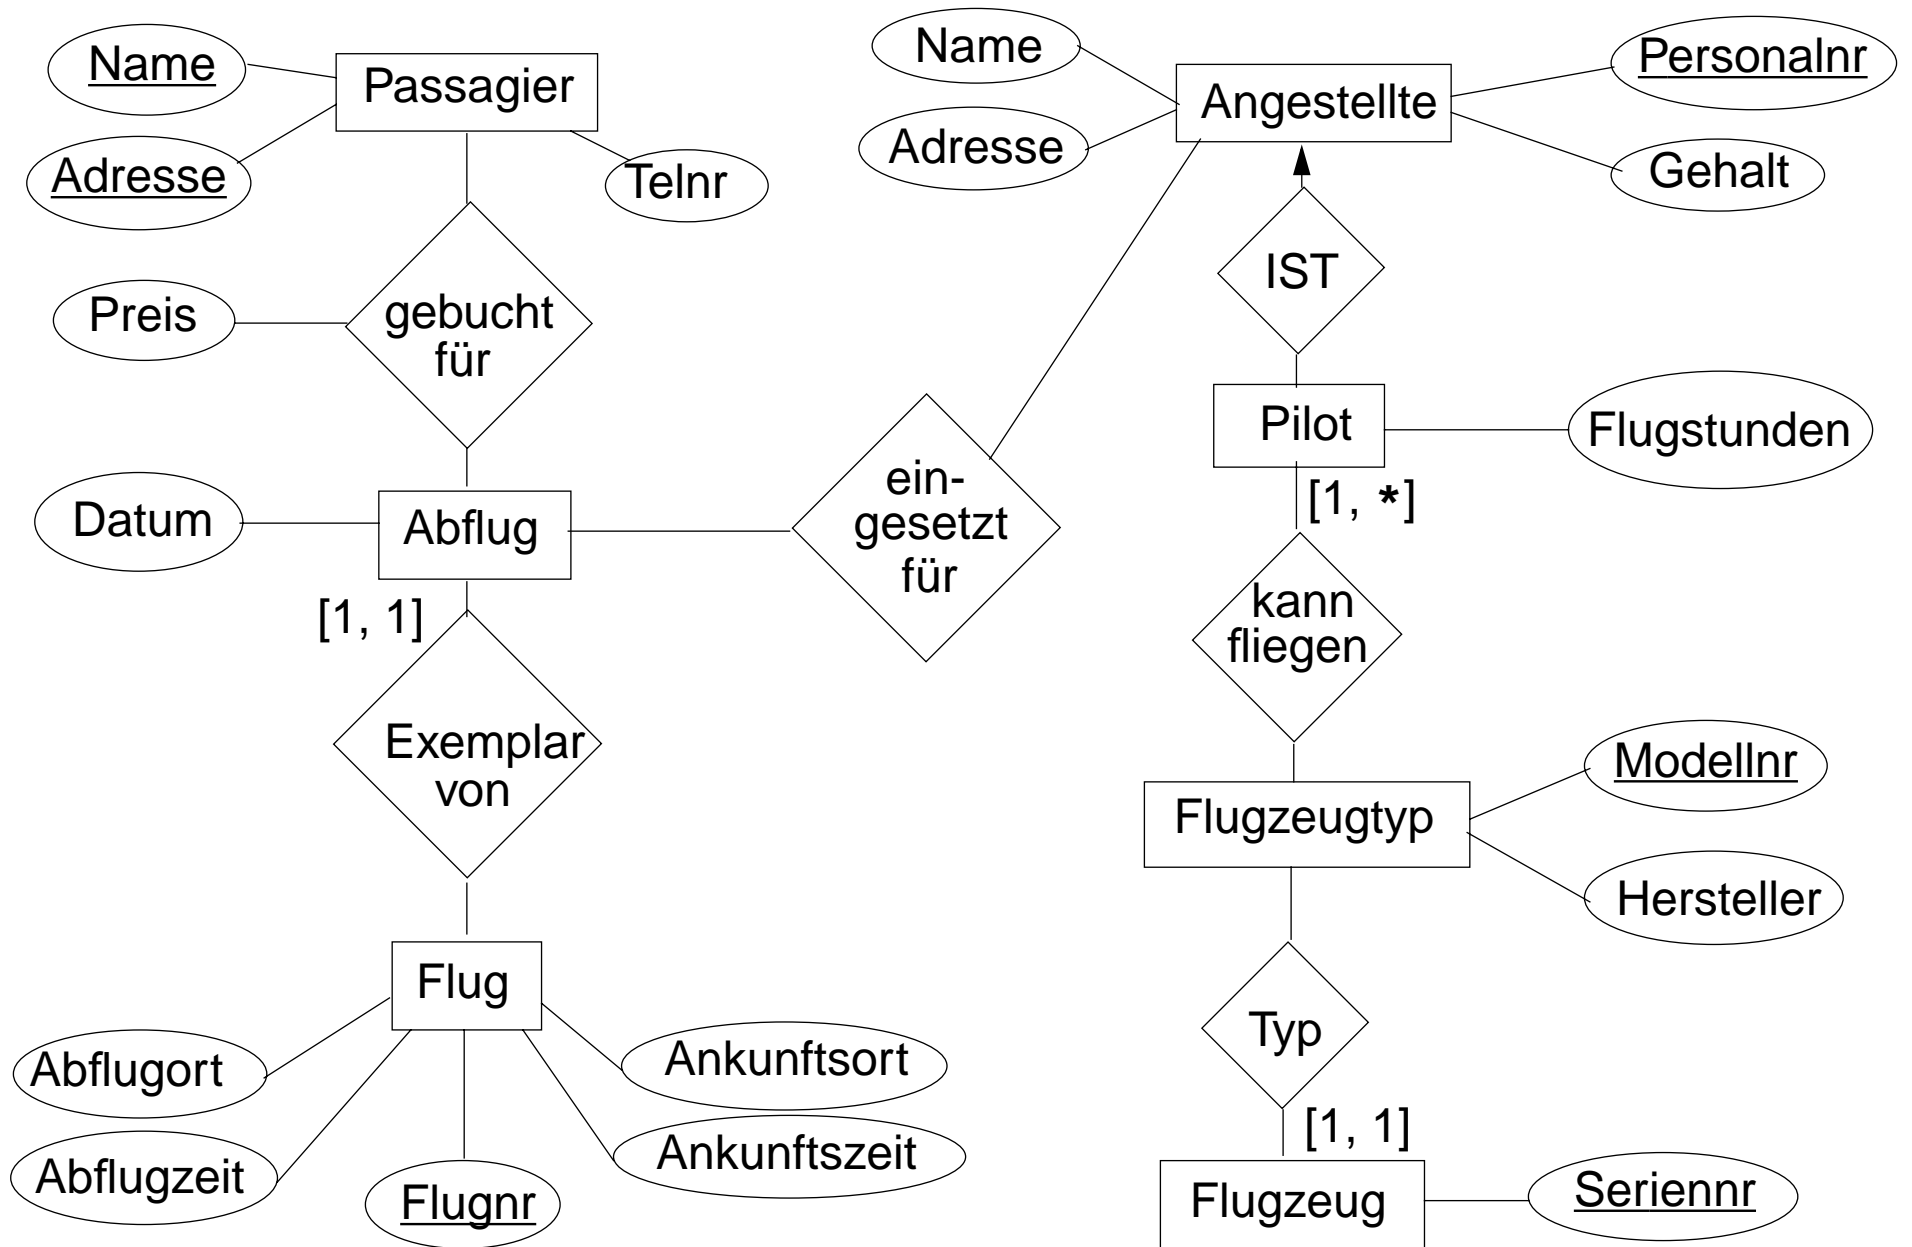 Name
Passagier
Adresse
Telnr
Name
Angestellte
Personalnr
Adresse
Gehalt
Preis
gebucht
für
IST
Pilot
Flugstunden
[1, *]
Datum
Abflug
ein-
gesetzt
für
[1, 1]
kann
fliegen
Exemplar
von
Flugzeugtyp
Modellnr
Hersteller
Flug
Abflugort
Ankunftsort
Abflugzeit
Ankunftszeit
Flugnr
Typ
[1, 1]
Flugzeug
Seriennr